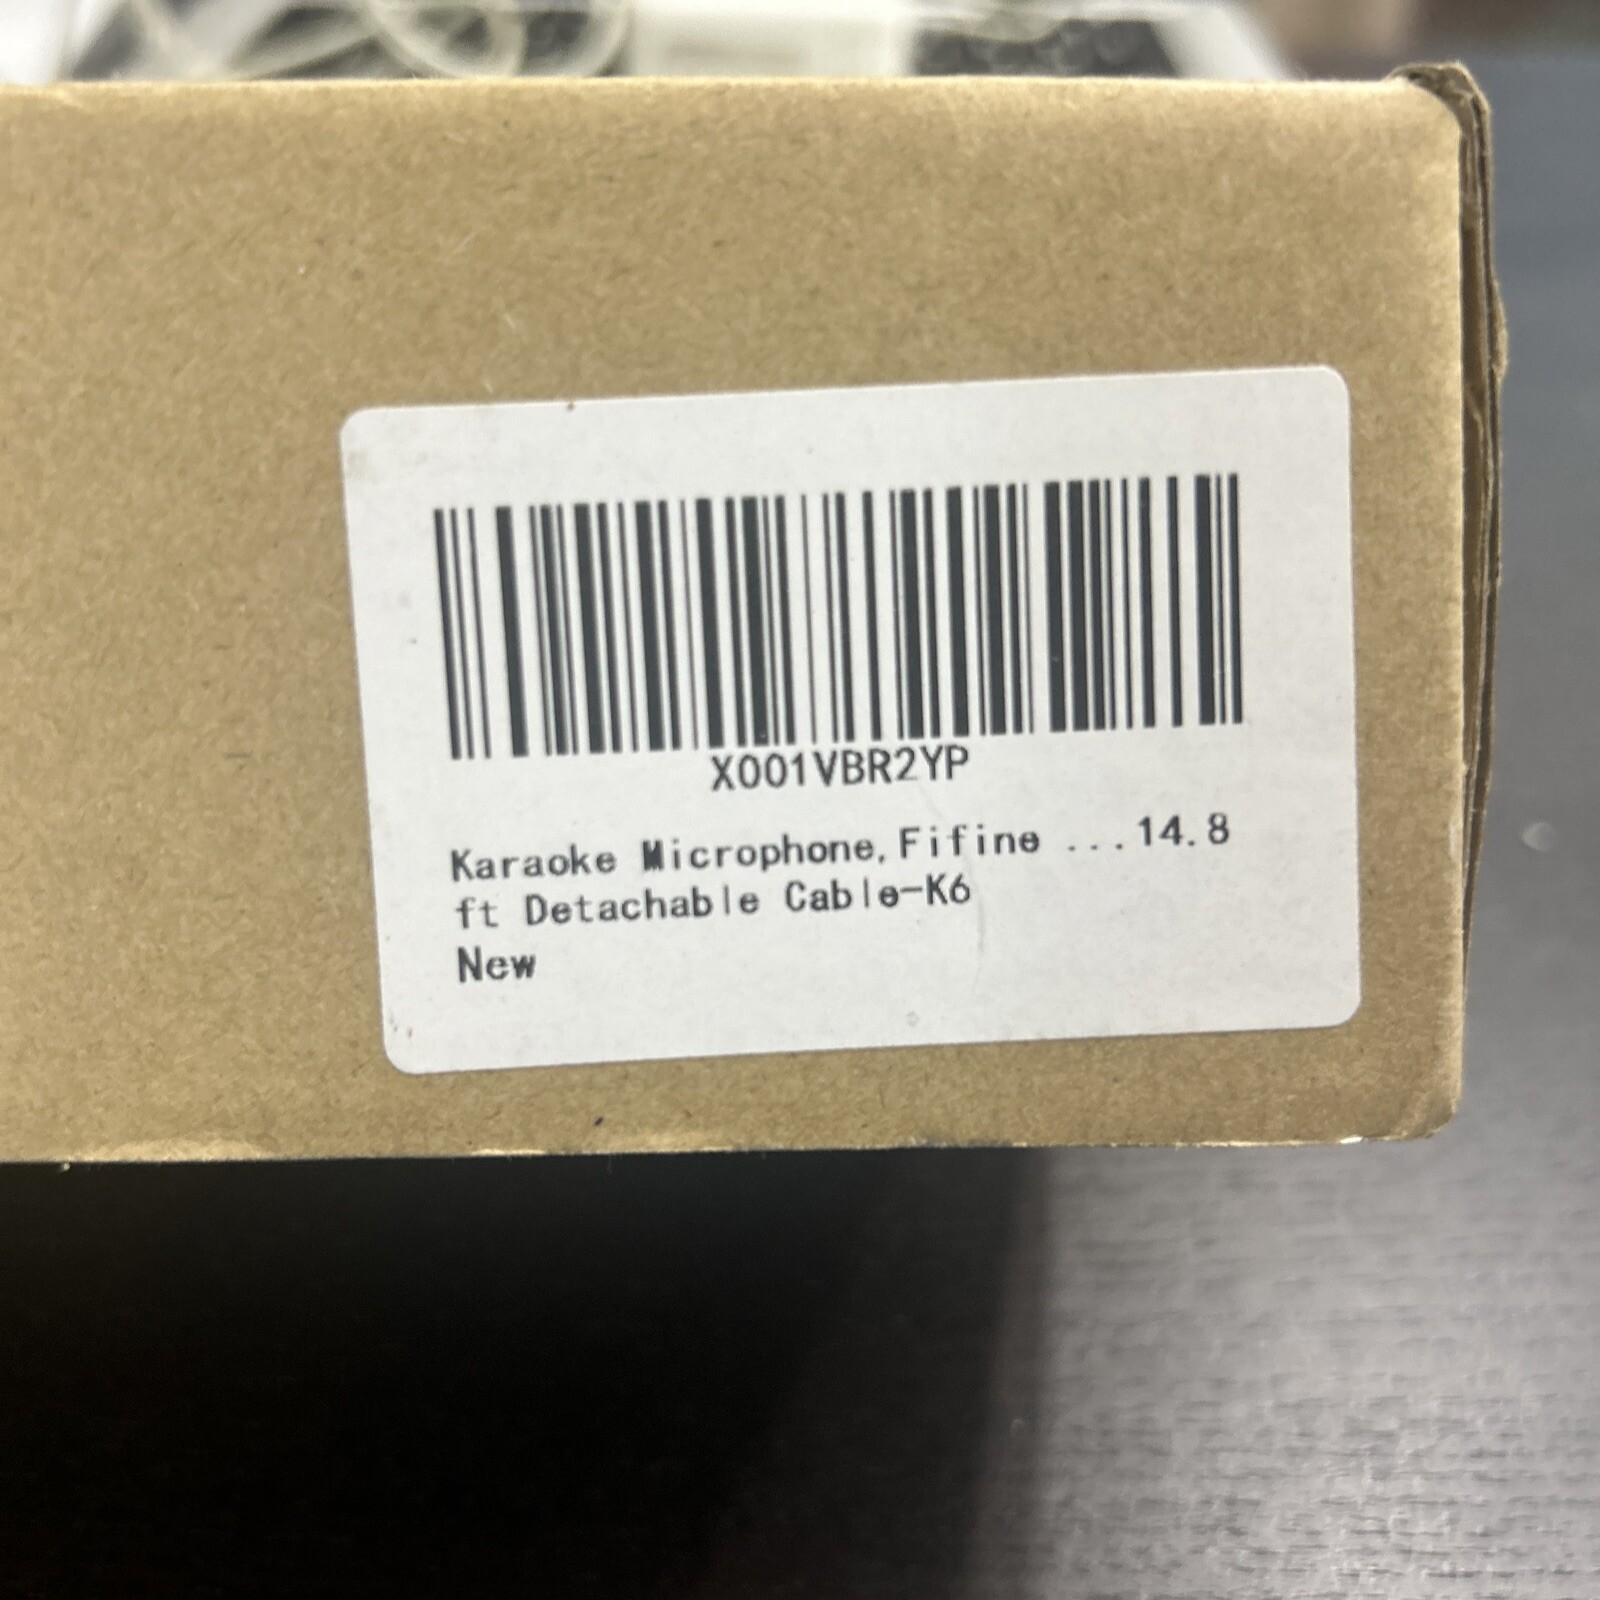 X001VBR2YP
Karaoke Microphone,Fifine ...14.8
ft Detachable Cable-K6
New